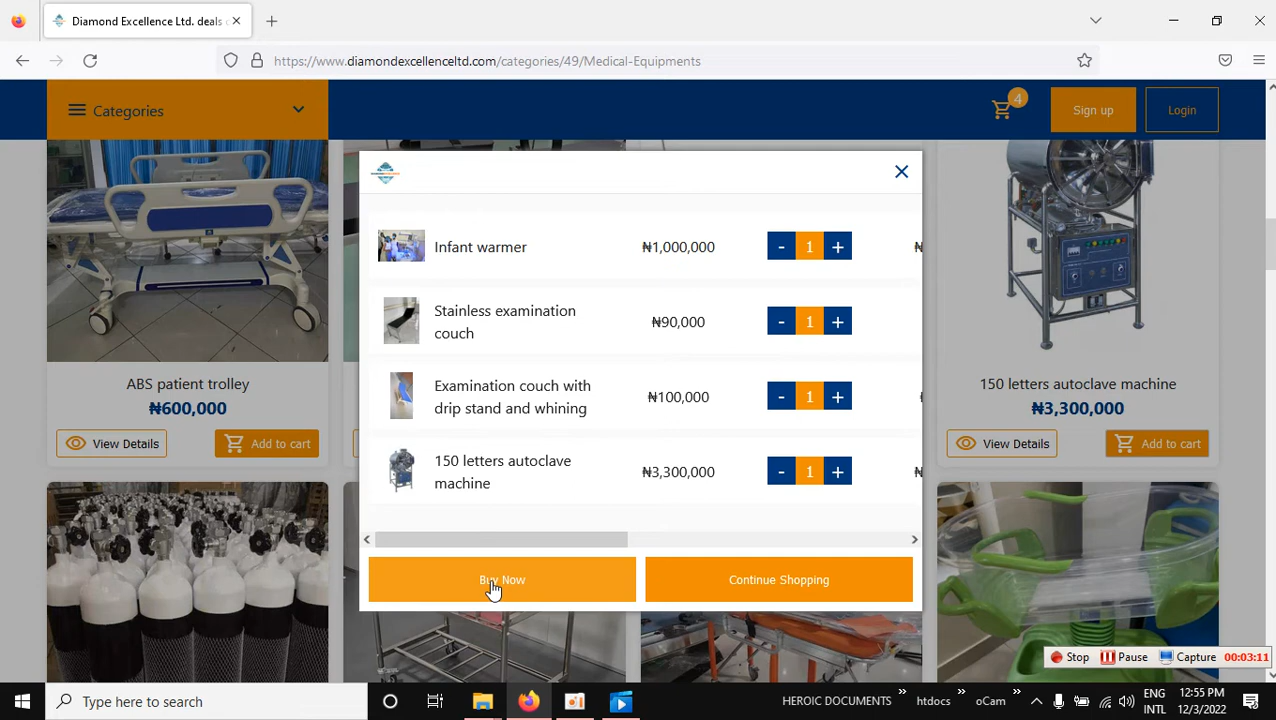 Diamond Excellence Ltd. deals
https://www.diamondexcellenceltd.com/categories/49/Medical-Equipments
Categories
4
Sign up
Login
Infant warmer
₦1,000,000
- 1 +
Stainless examination
couch
₦90,000
- 1 +
Examination couch with
drip stand and whining
₦100,000
- 1 +
150 letters autoclave
machine
₦3,300,000
- 1 +
Buy Now
Continue Shopping
ABS patient trolley
₦600,000
View Details
Add to cart
150 letters autoclave machine
₦3,300,000
View Details
Add to cart
Stop
Pause
Capture
00:03:11
Type here to search
HEROIC DOCUMENTS
htdocs
oCam
ENG
INTL
12:55 PM
12/3/2022